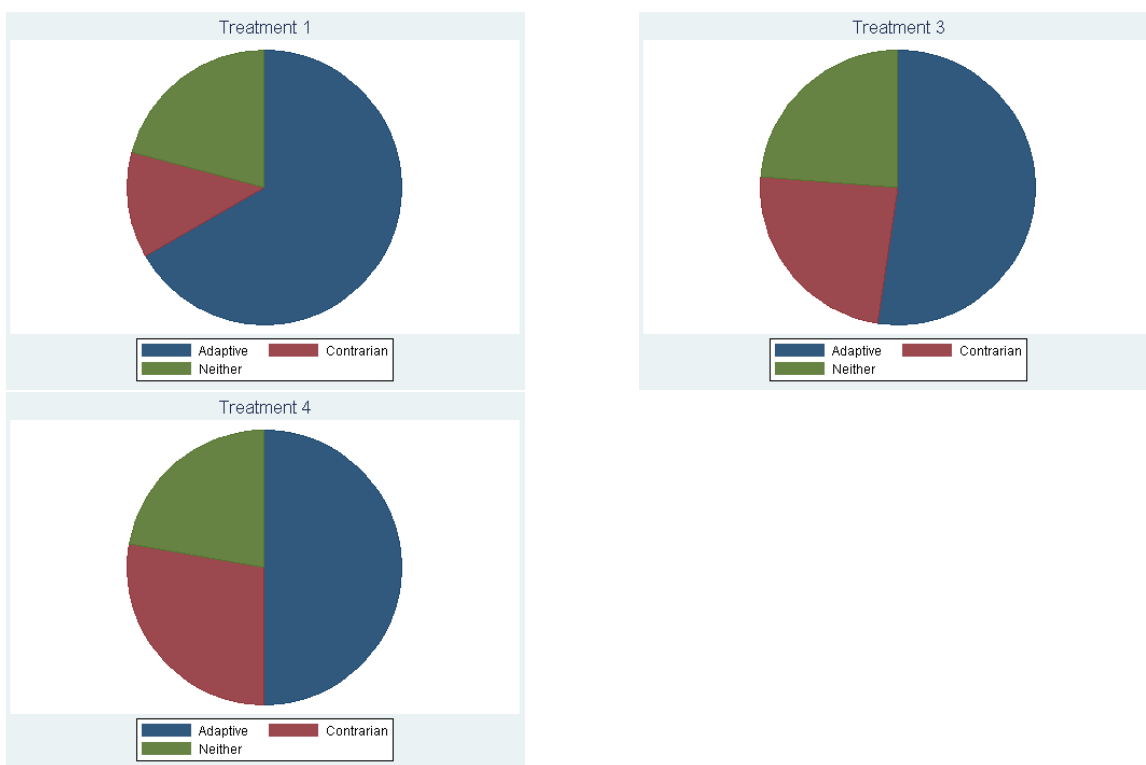 Treatment 1
Adaptive Contrarian
Neither
Treatment 3
Adaptive Contrarian
Neither
Treatment 4
Adaptive Contrarian
Neither